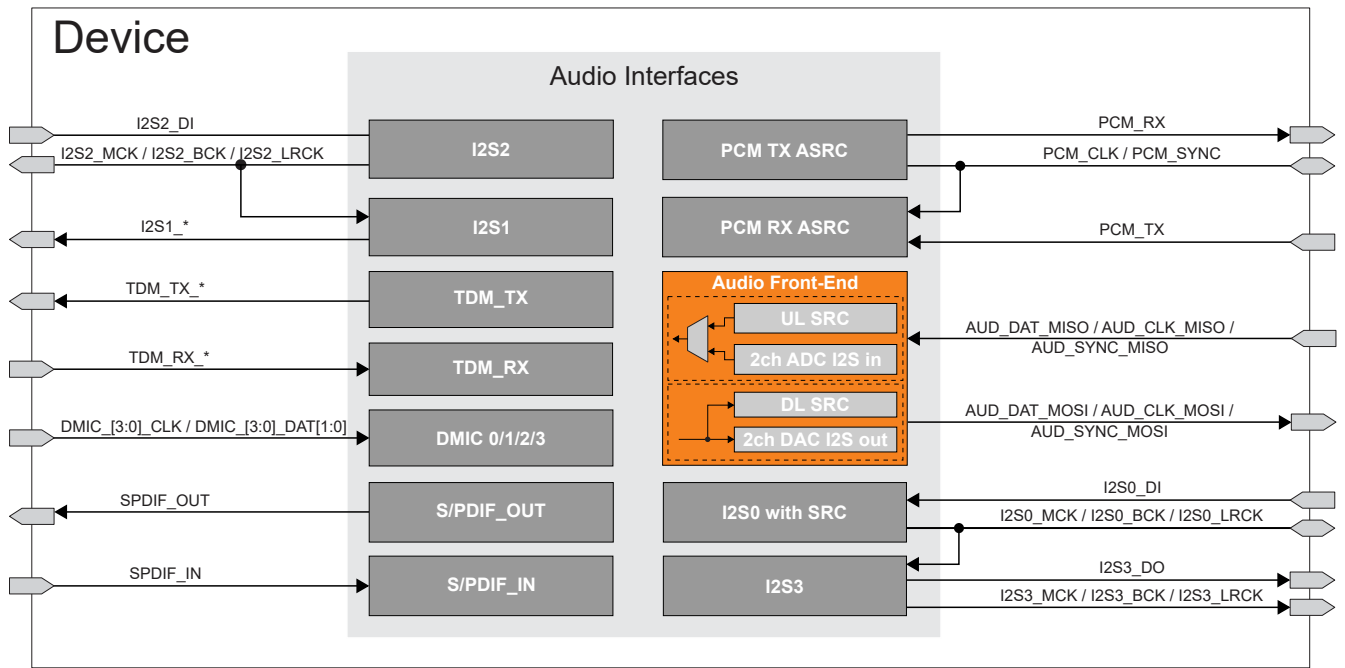 Device
Audio Interfaces
I2S2_DI
I2S2_MCK / I2S2_BCK / I2S2_LRCK
I2S2
I2S1_*
I2S1
TDM_TX_*
TDM_TX
TDM_RX_*
TDM_RX
DMIC_[3:0]_CLK / DMIC_[3:0]_DAT[1:0]
DMIC 0/1/2/3
SPDIF_OUT
S/PDIF_OUT
SPDIF_IN
S/PDIF_IN
PCM TX ASRC
PCM_RX
PCM_CLK / PCM_SYNC
PCM RX ASRC
PCM_TX
Audio Front-End
UL SRC
2ch ADC I2S in
AUD_DAT_MISO / AUD_CLK_MISO /
AUD_SYNC_MISO
DL SRC
2ch DAC I2S out
AUD_DAT_MOSI / AUD_CLK_MOSI /
AUD_SYNC_MOSI
I2S0 with SRC
I2S0_DI
I2S0_MCK / I2S0_BCK / I2S0_LRCK
I2S3
I2S3_DO
I2S3_MCK / I2S3_BCK / I2S3_LRCK